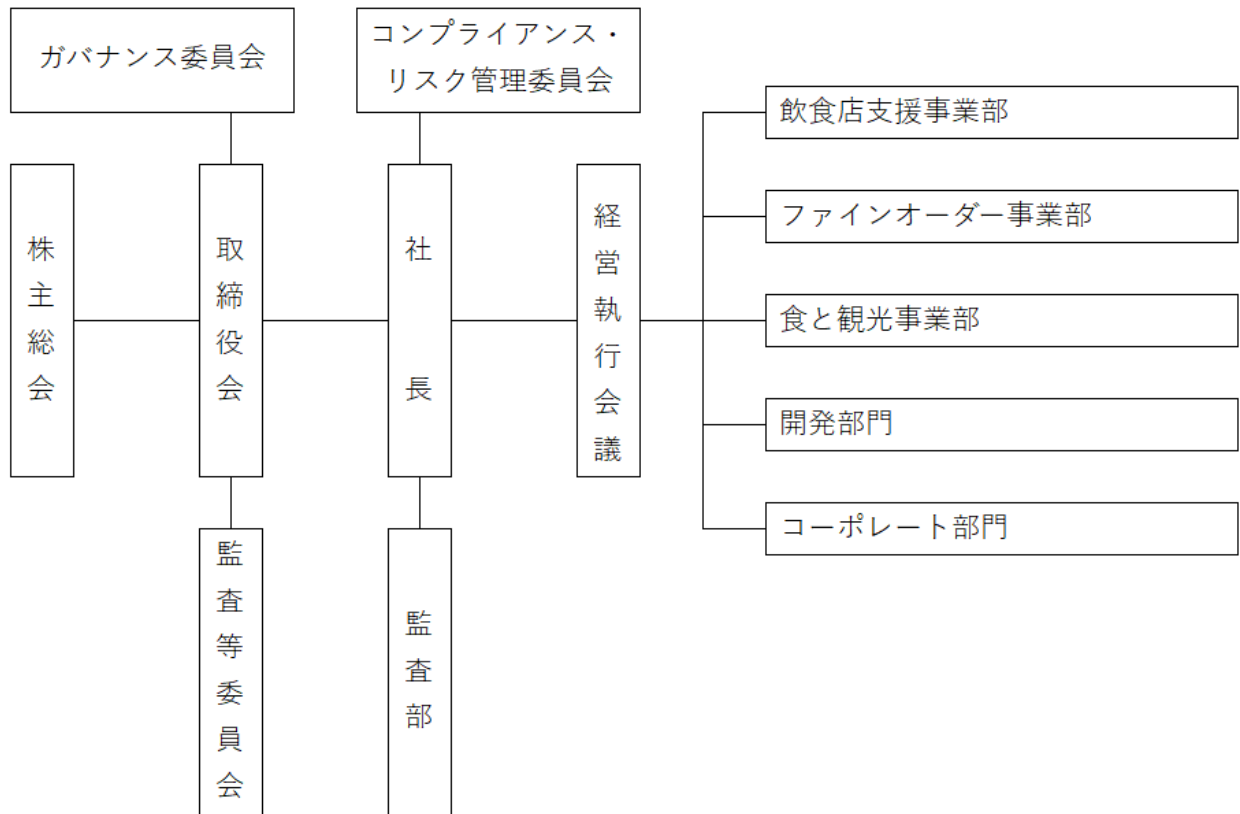 ガバナンス委員会
コンプライアンス・
リスク管理委員会
株主総会
取締役会
社長
経営執行会議
監査等委員会
監査部
飲食店支援事業部
ファインオーダー事業部
食と観光事業部
開発部門
コーポレート部門